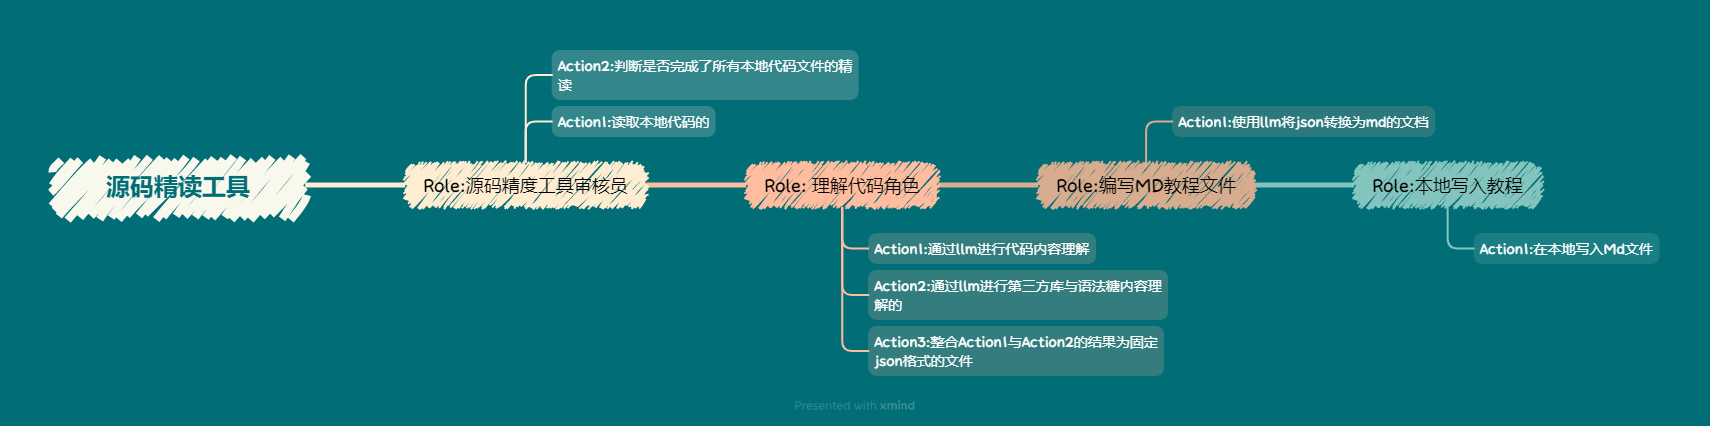 源码精读工具
Role:源码精度工具审核员
Action2:判断是否完成了所有本地代码文件的精
读
Action1:读取本地代码的
Role: 理解代码角色
Action1:通过llm进行代码内容理解
Action2:通过llm进行第三方库与语法糖内容理
解的
Action3:整合Action1与Action2的结果为固定
json格式的文件
Role:编写MD教程文件
Action1:使用llm将json转换为md的文档
Role:本地写入教程
Action1:在本地写入Md文件
Presented with xmind